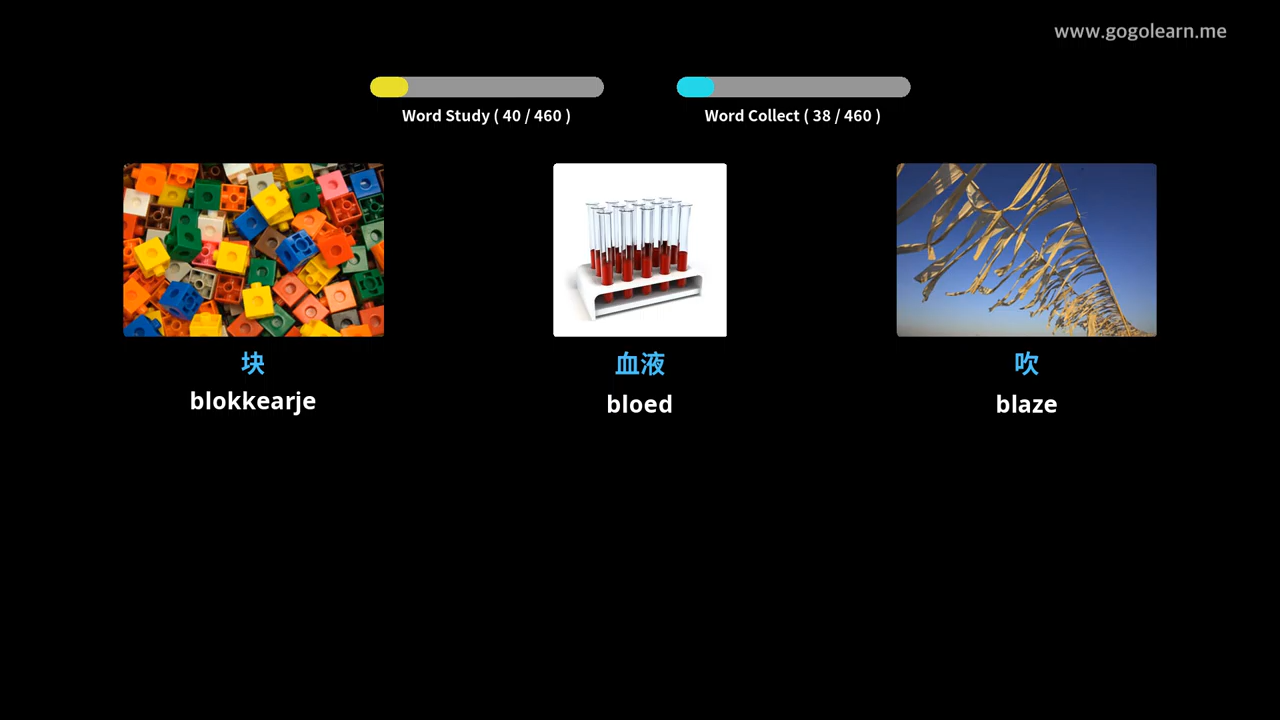 www.gogolearn.me
Word Study ( 40 / 460 )
Word Collect ( 38 / 460 )
块
血液
吹
blokkearje
bloed
blaze